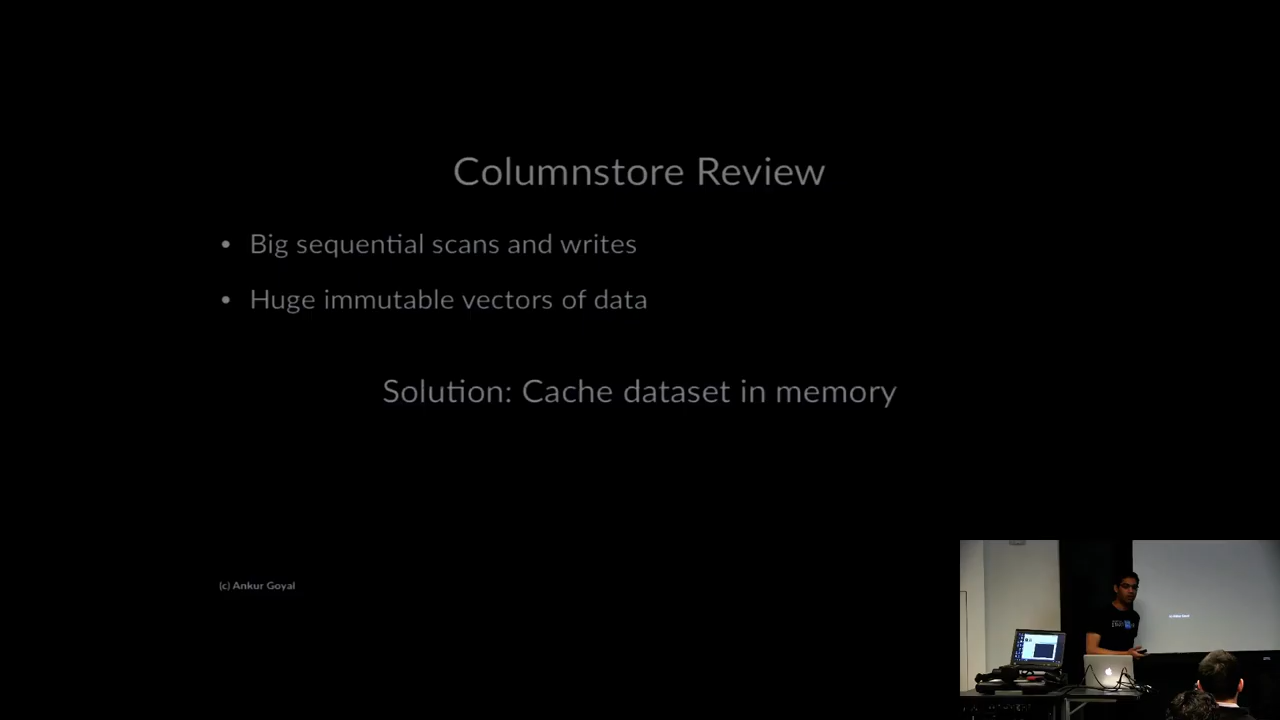 Columnstore Review
• Big sequential scans and writes
• Huge immutable vectors of data
Solution: Cache dataset in memory
(c) Ankur Goyal